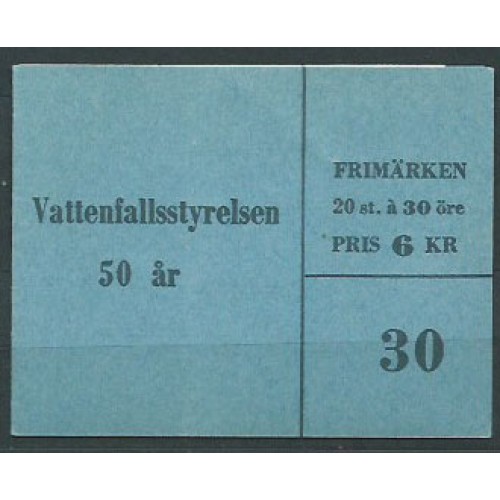 Vattenfallsstyrelsen
50 år
FRIMÄRKEN
20 st. à 30 öre
PRIS 6 KR
30